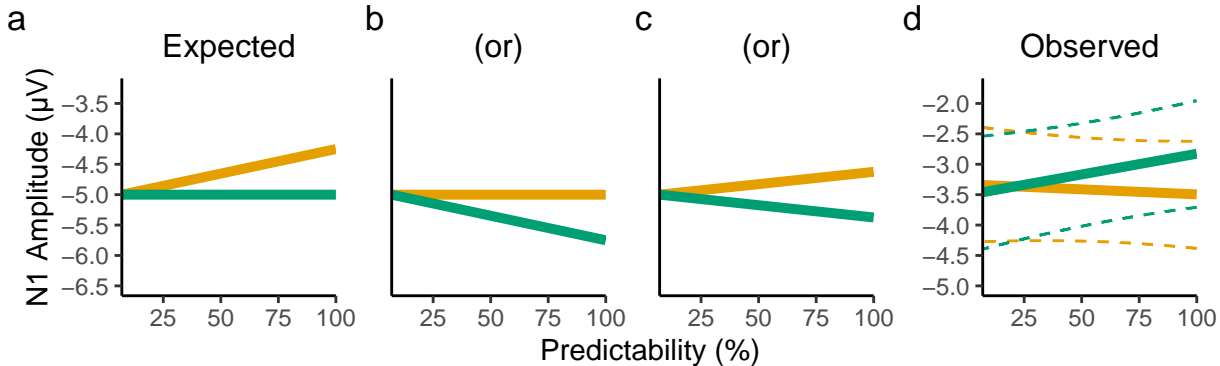 a
Expected
b
(or)
c
(or)
d
Observed
N1 Amplitude (µV)
−3.5
−4.0
−4.5
−5.0
−5.5
−6.0
−6.5
25 50 75 100
25 50 75 100
25 50 75 100
−2.0
−2.5
−3.0
−3.5
−4.0
−4.5
−5.0
25 50 75 100
Predictability (%)